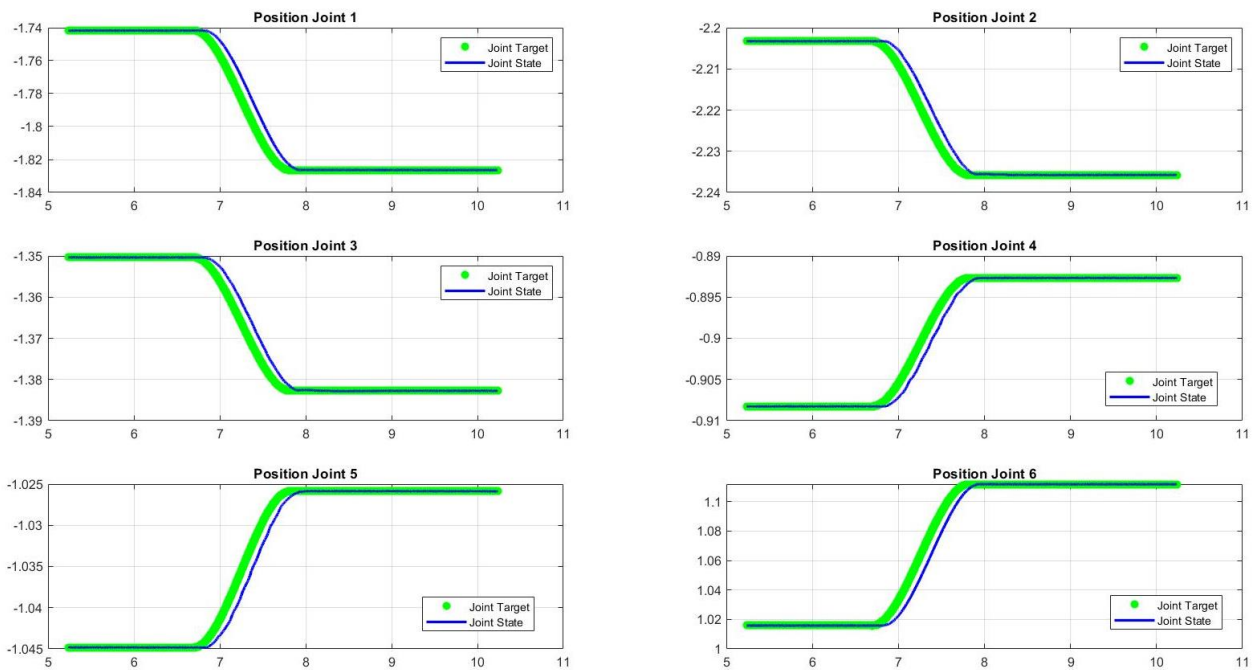 Position Joint 1
-1.74
-1.76
-1.78
-1.8
-1.82
-1.84
5 6 7 8 9 10 11
Joint Target
Joint State
Position Joint 2
-2.2
-2.21
-2.22
-2.23
-2.24
5 6 7 8 9 10 11
Joint Target
Joint State
Position Joint 3
-1.35
-1.36
-1.37
-1.38
-1.39
5 6 7 8 9 10 11
Joint Target
Joint State
Position Joint 4
-0.89
-0.895
-0.9
-0.905
-0.91
5 6 7 8 9 10 11
Joint Target
Joint State
Position Joint 5
-1.025
-1.03
-1.035
-1.04
-1.045
5 6 7 8 9 10 11
Joint Target
Joint State
Position Joint 6
1.1
1.08
1.06
1.04
1.02
1
5 6 7 8 9 10 11
Joint Target
Joint State